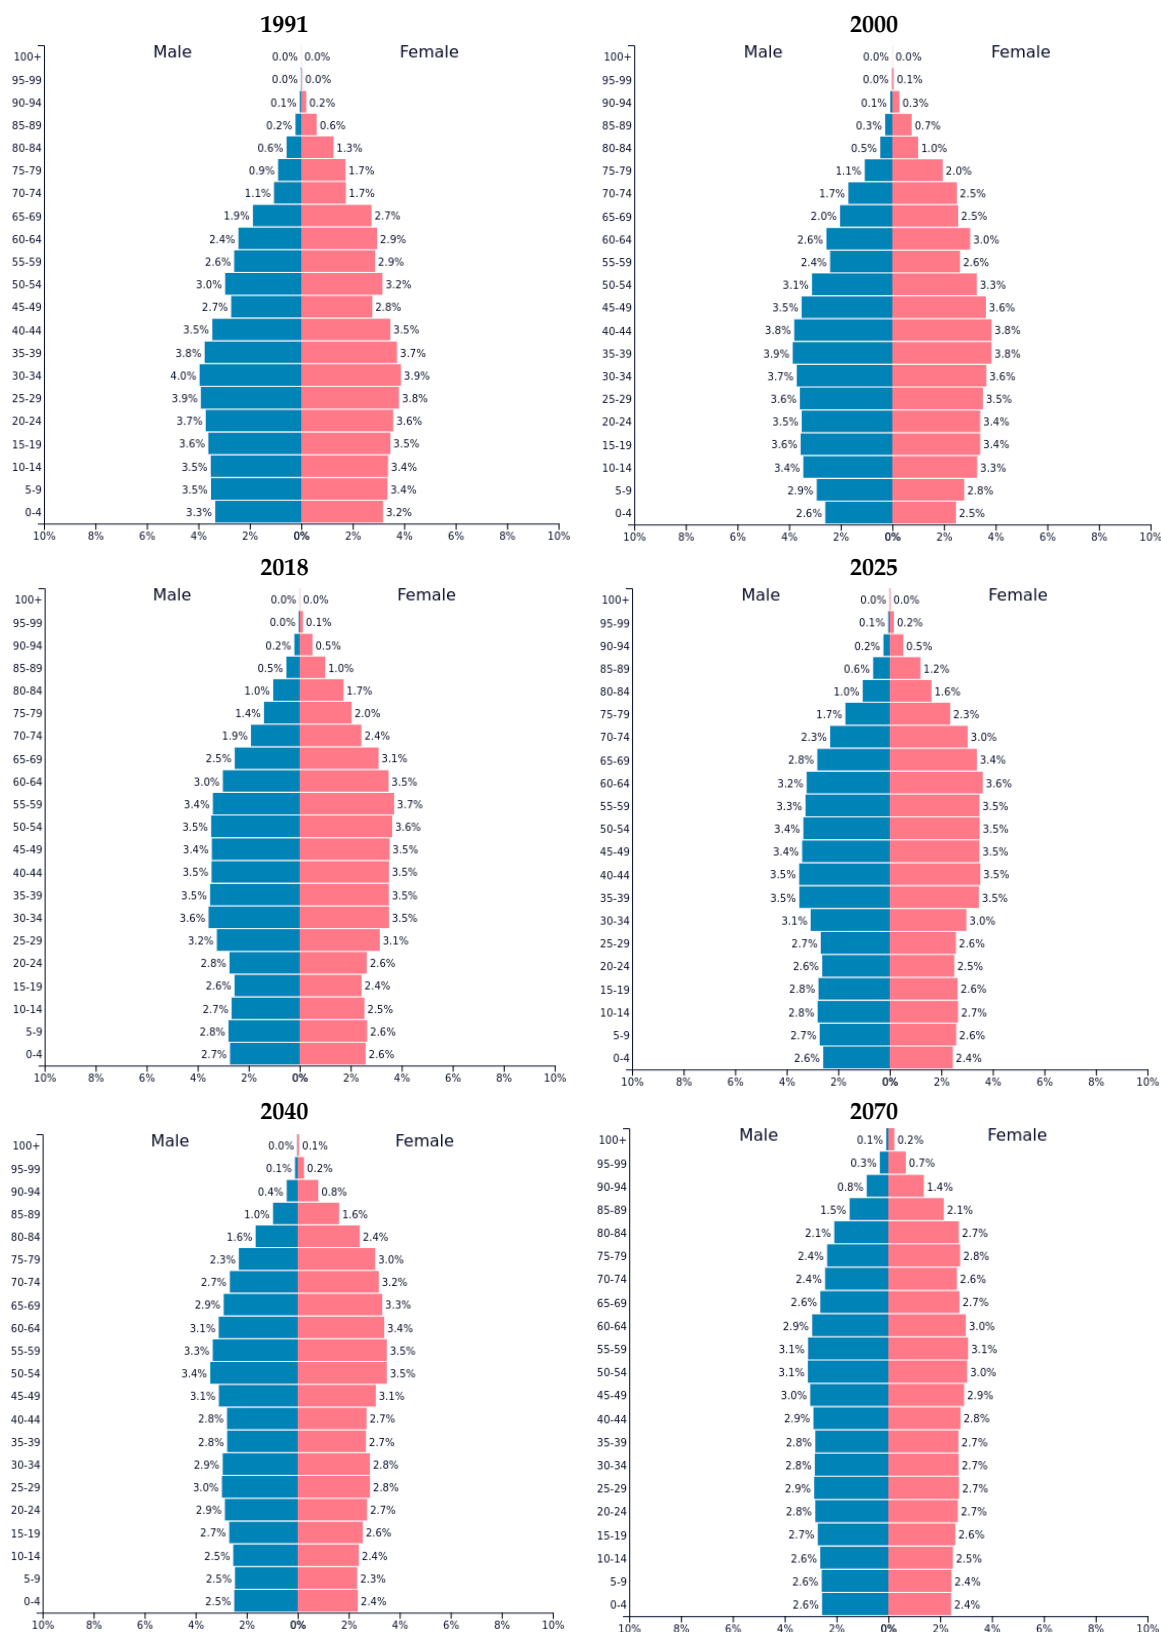 1991
Male Female
100+ 0.0% 0.0%
95-99 0.0% 0.0%
90-94 0.1% 0.2%
85-89 0.2% 0.6%
80-84 0.6% 1.3%
75-79 0.9% 1.7%
70-74 1.1% 1.7%
65-69 1.9% 2.7%
60-64 2.4% 2.9%
55-59 2.6% 2.9%
50-54 3.0% 3.2%
45-49 2.7% 2.8%
40-44 3.5% 3.5%
35-39 3.8% 3.7%
30-34 4.0% 3.9%
25-29 3.9% 3.8%
20-24 3.7% 3.6%
15-19 3.6% 3.5%
10-14 3.5% 3.4%
5-9 3.5% 3.4%
0-4 3.3% 3.2%
10% 8% 6% 4% 2% 0% 2% 4% 6% 8% 10%
2000
Male Female
100+ 0.0% 0.0%
95-99 0.0% 0.1%
90-94 0.1% 0.3%
85-89 0.3% 0.7%
80-84 0.5% 1.0%
75-79 1.1% 2.0%
70-74 1.7% 2.5%
65-69 2.0% 2.5%
60-64 2.6% 3.0%
55-59 2.4% 2.6%
50-54 3.1% 3.3%
45-49 3.5% 3.6%
40-44 3.8% 3.8%
35-39 3.9% 3.8%
30-34 3.7% 3.6%
25-29 3.6% 3.5%
20-24 3.5% 3.4%
15-19 3.6% 3.4%
10-14 3.4% 3.3%
5-9 2.9% 2.8%
0-4 2.6% 2.5%
10% 8% 6% 4% 2% 0% 2% 4% 6% 8% 10%
2018
Male Female
100+ 0.0% 0.0%
95-99 0.0% 0.1%
90-94 0.2% 0.5%
85-89 0.5% 1.0%
80-84 1.0% 1.7%
75-79 1.4% 2.0%
70-74 1.9% 2.4%
65-69 2.5% 3.1%
60-64 3.0% 3.5%
55-59 3.4% 3.7%
50-54 3.5% 3.6%
45-49 3.4% 3.5%
40-44 3.5% 3.5%
35-39 3.5% 3.5%
30-34 3.6% 3.5%
25-29 3.2% 3.1%
20-24 2.8% 2.6%
15-19 2.6% 2.4%
10-14 2.7% 2.5%
5-9 2.8% 2.6%
0-4 2.7% 2.6%
10% 8% 6% 4% 2% 0% 2% 4% 6% 8% 10%
2025
Male Female
100+ 0.0% 0.0%
95-99 0.1% 0.2%
90-94 0.2% 0.5%
85-89 0.6% 1.2%
80-84 1.0% 1.6%
75-79 1.7% 2.3%
70-74 2.3% 3.0%
65-69 2.8% 3.4%
60-64 3.2% 3.6%
55-59 3.3% 3.5%
50-54 3.4% 3.5%
45-49 3.4% 3.5%
40-44 3.5% 3.5%
35-39 3.5% 3.5%
30-34 3.1% 3.0%
25-29 2.7% 2.6%
20-24 2.6% 2.5%
15-19 2.8% 2.6%
10-14 2.8% 2.7%
5-9 2.7% 2.6%
0-4 2.6% 2.4%
10% 8% 6% 4% 2% 0% 2% 4% 6% 8% 10%
2040
Male Female
100+ 0.0% 0.1%
95-99 0.1% 0.2%
90-94 0.4% 0.8%
85-89 1.0% 1.6%
80-84 1.6% 2.4%
75-79 2.3% 3.0%
70-74 2.7% 3.2%
65-69 2.9% 3.3%
60-64 3.1% 3.4%
55-59 3.3% 3.5%
50-54 3.4% 3.5%
45-49 3.1% 3.1%
40-44 2.8% 2.7%
35-39 2.8% 2.7%
30-34 2.9% 2.8%
25-29 3.0% 2.8%
20-24 2.9% 2.7%
15-19 2.7% 2.6%
10-14 2.5% 2.4%
5-9 2.5% 2.3%
0-4 2.5% 2.4%
10% 8% 6% 4% 2% 0% 2% 4% 6% 8% 10%
2070
Male Female
100+ 0.1% 0.2%
95-99 0.3% 0.7%
90-94 0.8% 1.4%
85-89 1.5% 2.1%
80-84 2.1% 2.7%
75-79 2.4% 2.8%
70-74 2.4% 2.6%
65-69 2.6% 2.7%
60-64 2.9% 3.0%
55-59 3.1% 3.1%
50-54 3.1% 3.0%
45-49 3.0% 2.9%
40-44 2.9% 2.8%
35-39 2.8% 2.7%
30-34 2.8% 2.7%
25-29 2.9% 2.7%
20-24 2.8% 2.7%
15-19 2.7% 2.6%
10-14 2.6% 2.5%
5-9 2.6% 2.4%
0-4 2.6% 2.4%
10% 8% 6% 4% 2% 0% 2% 4% 6% 8% 10%